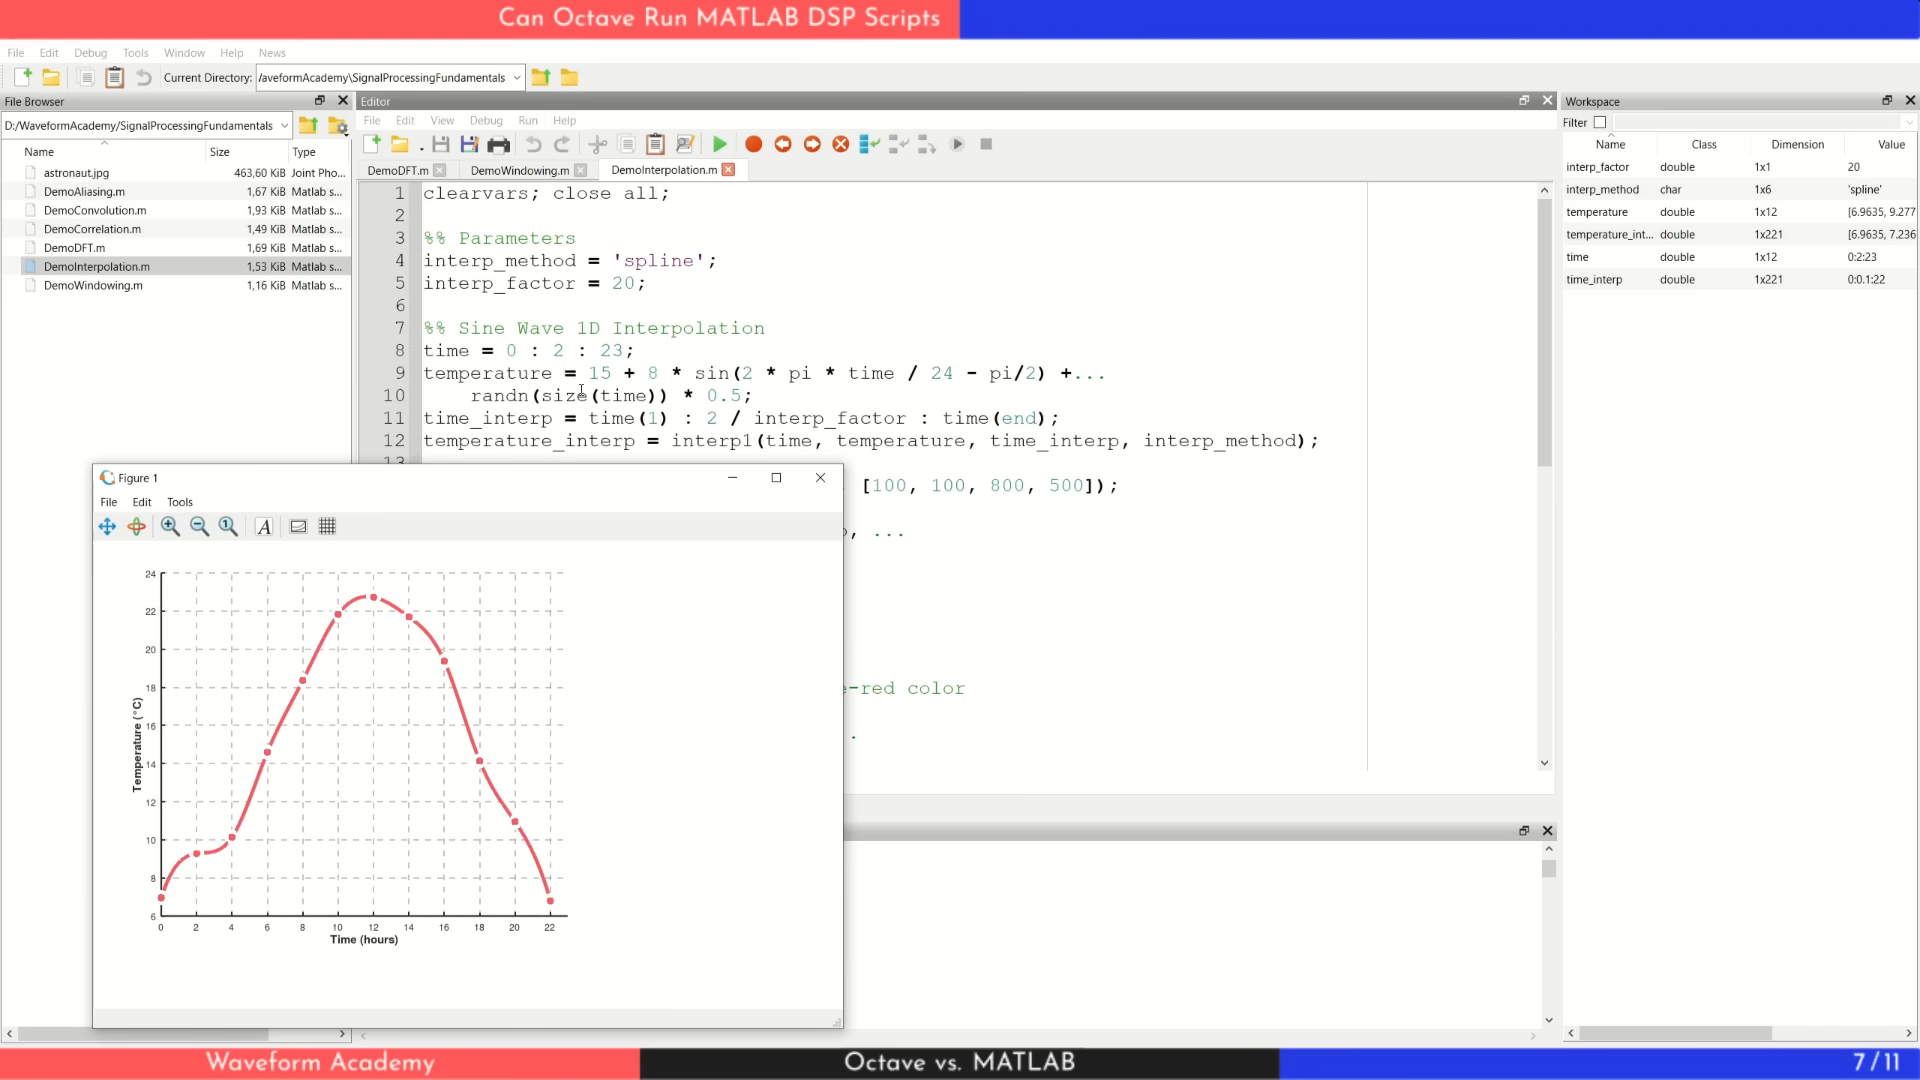 Can Octave Run MATLAB DSP Scripts
File Edit Debug Tools Window Help News
Current Directory: /aveformAcademy\SignalProcessingFundamentals
File Browser
D:/WaveformAcademy/SignalProcessingFundamentals
Name Size Type
astronaut.jpg 463,60 KiB Joint Pho...
DemoAliasing.m 1,67 KiB Matlab s...
DemoConvolution.m 1,93 KiB Matlab s...
DemoCorrelation.m 1,49 KiB Matlab s...
DemoDFT.m 1,69 KiB Matlab s...
DemoInterpolation.m 1,53 KiB Matlab s...
DemoWindowing.m 1,16 KiB Matlab s...
Editor
File Edit View Debug Run Help
DemoDFT.m DemoWindowing.m DemoInterpolation.m
1 clearvars; close all;
2
3 %% Parameters
4 interp_method = 'spline';
5 interp_factor = 20;
6
7 %% Sine Wave 1D Interpolation
8 time = 0 : 2 : 23;
9 temperature = 15 + 8 * sin(2 * pi * time / 24 - pi/2) +...
10 randn(size(time)) * 0.5;
11 time_interp = time(1) : 2 / interp_factor : time(end);
12 temperature_interp = interp1(time, temperature, time_interp, interp_method);
13
[100, 100, 800, 500]);
, ...
-red color
.
Workspace
Filter
Name Class Dimension Value
interp_factor double 1x1 20
interp_method char 1x6 'spline'
temperature double 1x12 [6.9635, 9.277
temperature_int... double 1x221 [6.9635, 7.236
time double 1x12 0:2:23
time_interp double 1x221 0:0.1:22
Figure 1
File Edit Tools
1 A
24
22
20
18
16
14
12
10
8
6
Temperature (°C)
0 2 4 6 8 10 12 14 16 18 20 22
Time (hours)
Waveform Academy
Octave vs. MATLAB
7/11